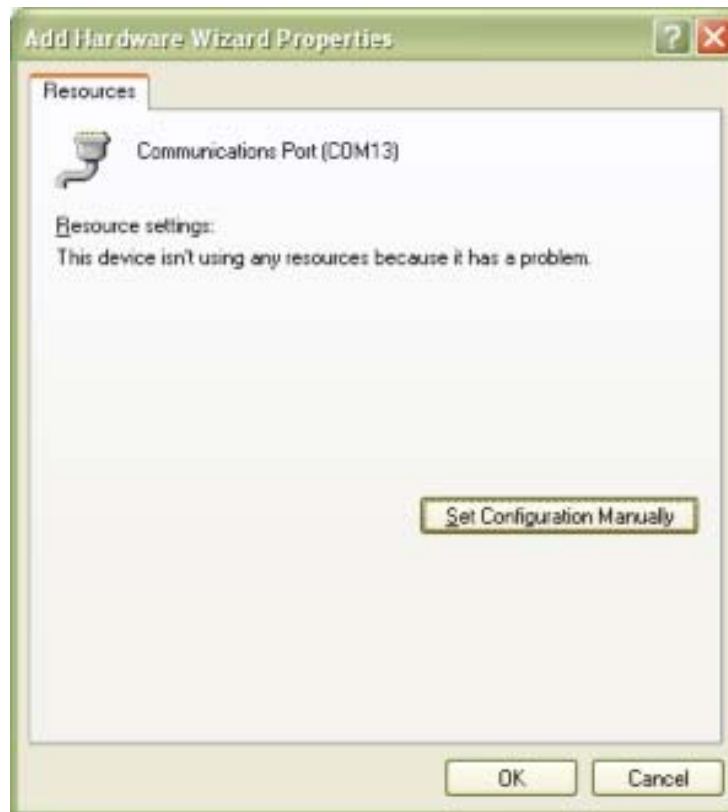 Add Hardware Wizard Properties
?
Resources
Communications Port (COM13)
Resource settings:
This device isn't using any resources because it has a problem.
Set Configuration Manually
OK Cancel